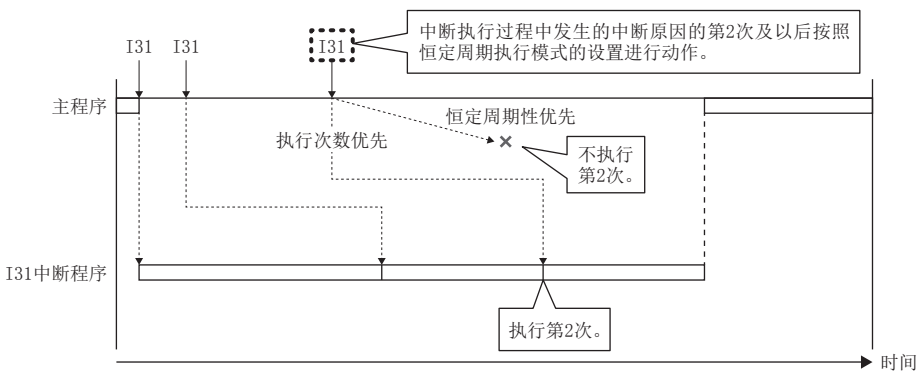 中断执行过程中发生的中断原因的第2次及以后按照
恒定周期执行模式的设置进行动作。
I31
I31
I31
主程序
恒定周期性优先
执行次数优先
不执行
第2次。
I31中断程序
执行第2次。
时间